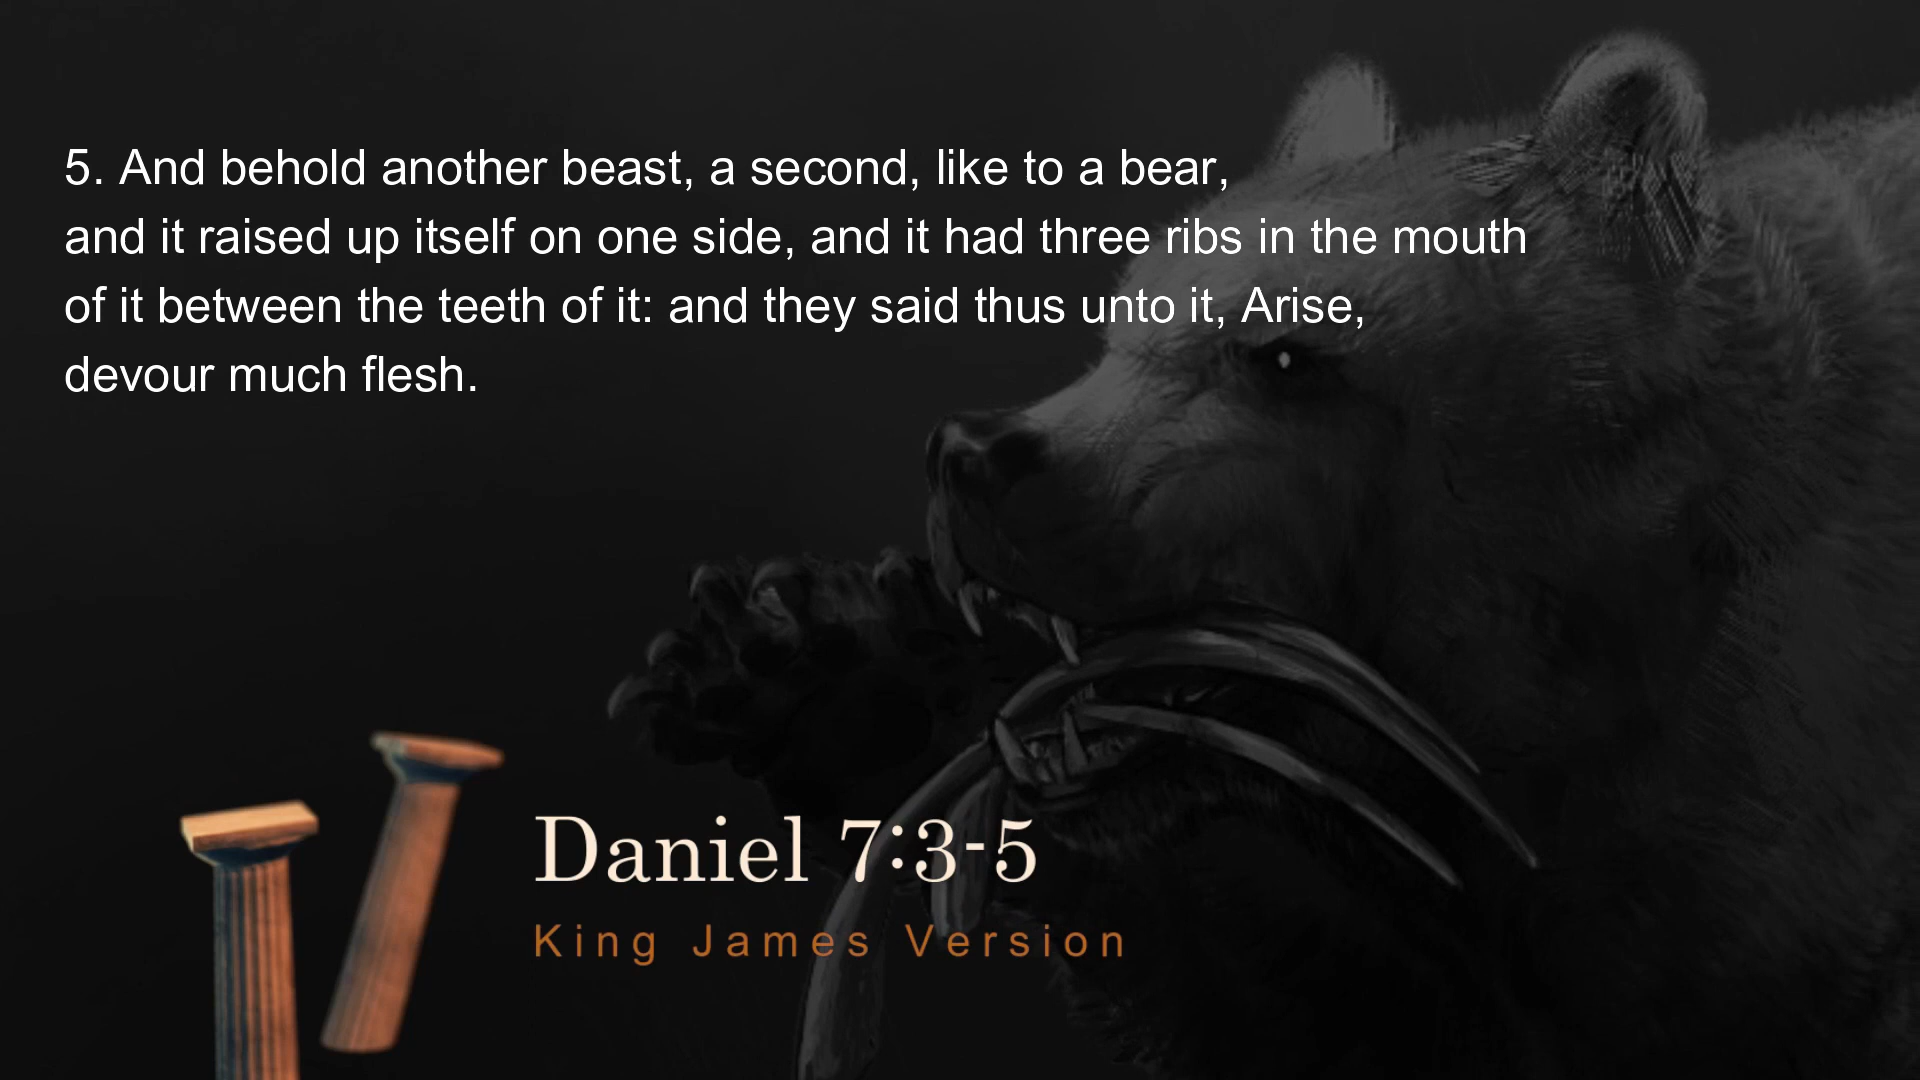 5. And behold another beast, a second, like to a bear,
and it raised up itself on one side, and it had three ribs in the mouth
of it between the teeth of it: and they said thus unto it, Arise,
devour much flesh.
Daniel 7:3-5
King James Version